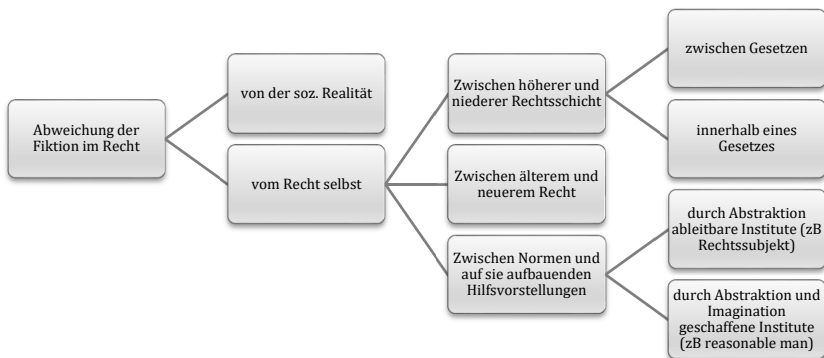 Abweichung der
Fiktion im Recht
von der soz. Realität
vom Recht selbst
Zwischen höherer und
niederer Rechtsschicht
Zwischen älterem und
neuerem Recht
Zwischen Normen und
auf sie aufbauenden
Hilfsvorstellungen
zwischen Gesetzen
innerhalb eines
Gesetzes
durch Abstraktion
ableitbare Institute (zB
Rechtssubjekt)
durch Abstraktion und
Imagination
geschaffene Institute
(zB reasonable man)